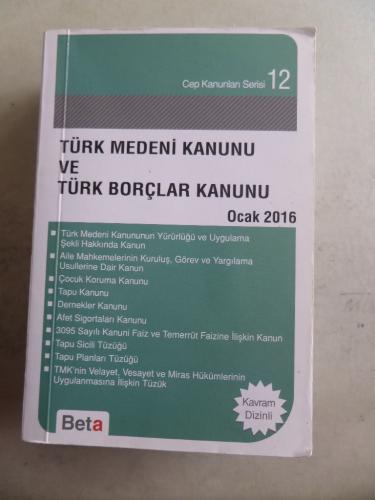 Cep Kanunları Serisi 12
TÜRK MEDENİ KANUNU
VE
TÜRK BORÇLAR KANUNU
Ocak 2016
Türk Medeni Kanununun Yürürlüğü ve Uygulama
Şekli Hakkında Kanun
Aile Mahkemelerinin Kuruluş, Görev ve Yargılama
Usullerine Dair Kanun
Çocuk Koruma Kanunu
Tapu Kanunu
Dernekler Kanunu
Afet Sigortaları Kanunu
3095 Sayılı Kanuni Faiz ve Temerrüt Faizine İlişkin Kanun
Tapu Sicili Tüzüğü
Tapu Planları Tüzüğü
TMK'nin Velayet, Vesayet ve Miras Hükümlerinin
Uygulanmasına İlişkin Tüzük
Kavram
Dizinli
Beta